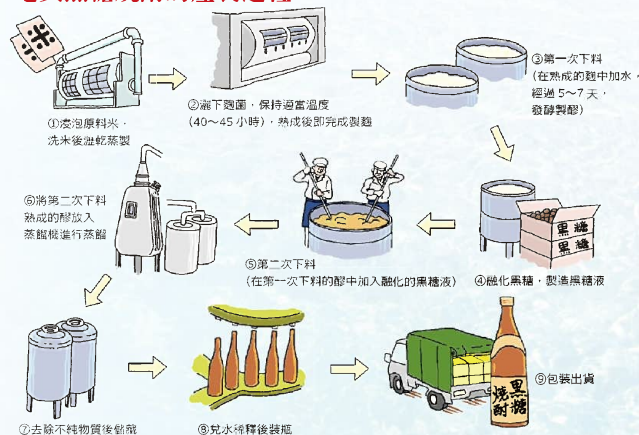 米
①浸泡原料米，
洗米後瀝乾蒸製
②灑下麴菌，保持適當溫度
(40～45 小時)，熟成後即完成製麴
③第一次下料
(在熟成的麴中加水，
經過 5～7 天，
發酵製醪)
④融化黑糖，製造黑糖液
黑糖
黑糖
⑤第二次下料
(在第一次下料的醪中加入融化的黑糖液)
⑥將第二次下料
熟成的醪放入
蒸餾機進行蒸餾
⑦去除不純物質後儲藏
⑧兌水稀釋後裝瓶
⑨包裝出貨
黑糖
燒酎